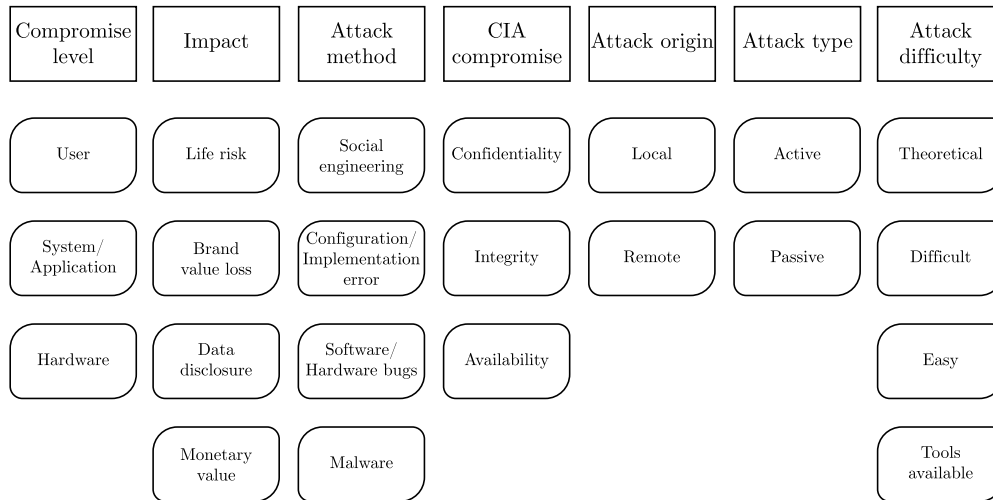 Compromise
level
Impact
Attack
method
CIA
compromise
Attack origin
Attack type
Attack
difficulty
User
Life risk
Social
engineering
Confidentiality
Local
Active
Theoretical
System/
Application
Brand
value loss
Configuration/
Implementation
error
Integrity
Remote
Passive
Difficult
Hardware
Data
disclosure
Software/
Hardware bugs
Availability
Easy
Monetary
value
Malware
Tools
available